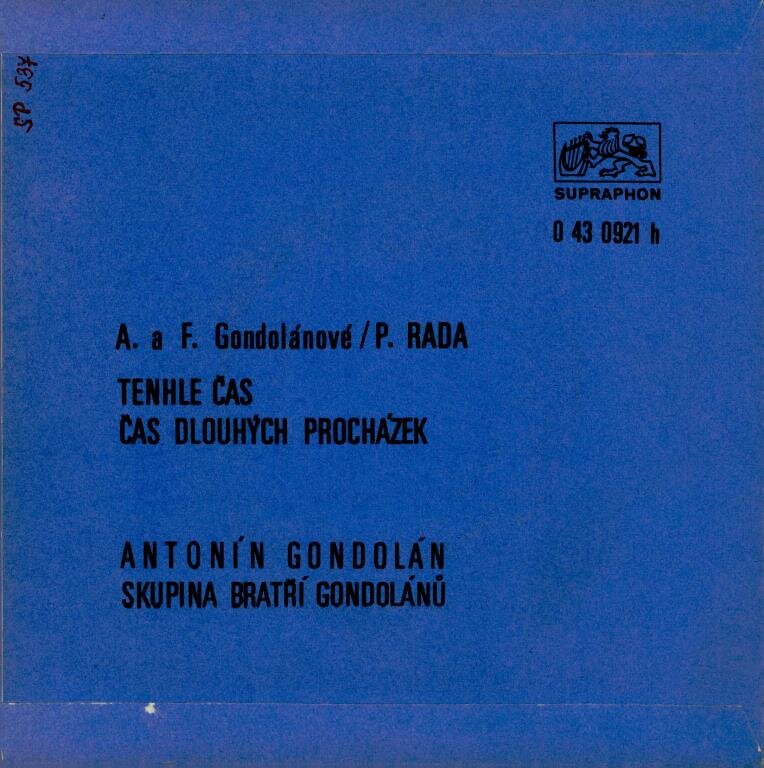 SP 537
SUPRAPHON
0 43 0921 h
A. a F. Gondolánové / P. RADA
TENHLE ČAS
ČAS DLOUHÝCH PROCHÁZEK
ANTONÍN GONDOLÁN
SKUPINA BRATŘÍ GONDOLÁNŮ